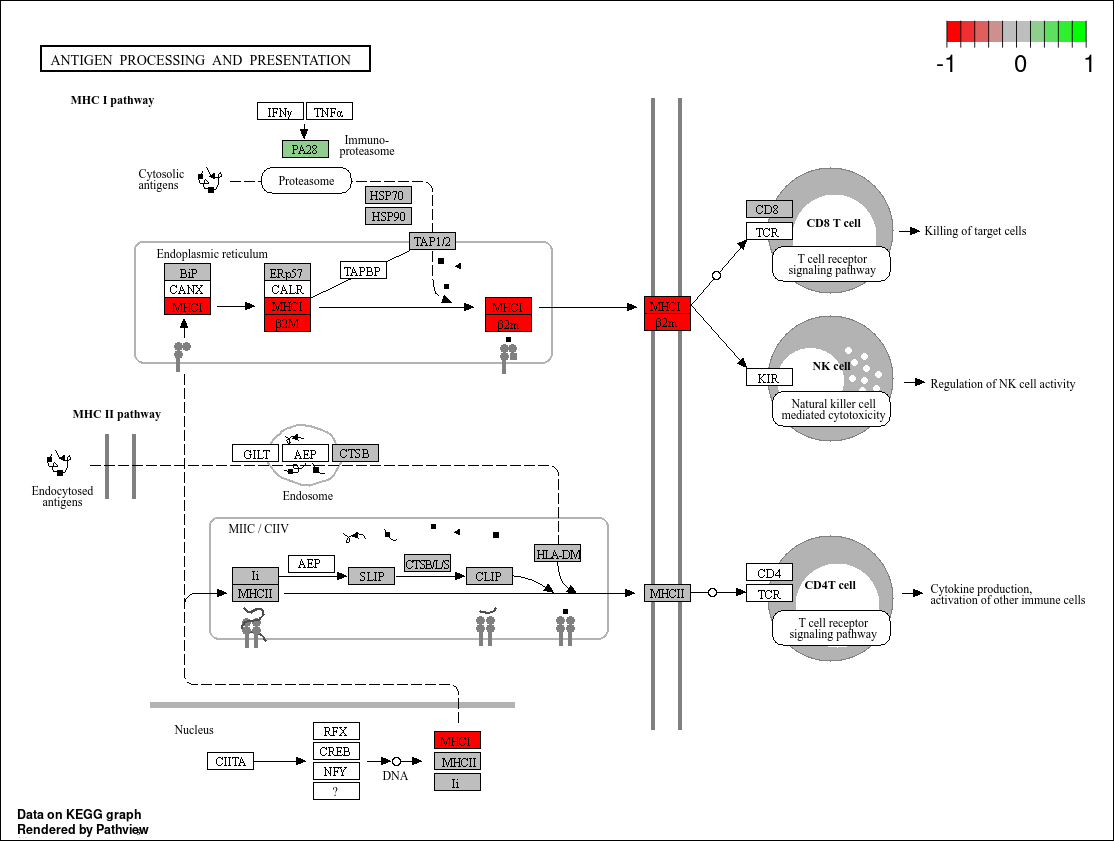 ANTIGEN PROCESSING AND PRESENTATION
-1 0 1
MHC I pathway
IFNγ TNFα
PA28
Immuno-
proteasome
Cytosolic
antigens
Proteasome
HSP70
HSP90
TAP1/2
Endoplasmic reticulum
BiP
CANX
MHCI
ERp57
CALR
MHCI
β2M
TAPBP
MHCI
β2m
MHCI
β2m
CD8
TCR
CD8 T cell
T cell receptor
signaling pathway
Killing of target cells
KIR
NK cell
Natural killer cell
mediated cytotoxicity
Regulation of NK cell activity
MHC II pathway
Endocytosed
antigens
GILT AEP CTSB
Endosome
MIIC / CIIV
Ii
MHCII
AEP
SLIP
CTSB/L/S
CLIP
HLA-DM
MHCII
CD4
TCR
CD4T cell
T cell receptor
signaling pathway
Cytokine production,
activation of other immune cells
Nucleus
CIITA
RFX
CREB
NFY
?
DNA
MHCI
MHCII
Ii
Data on KEGG graph
Rendered by Pathview